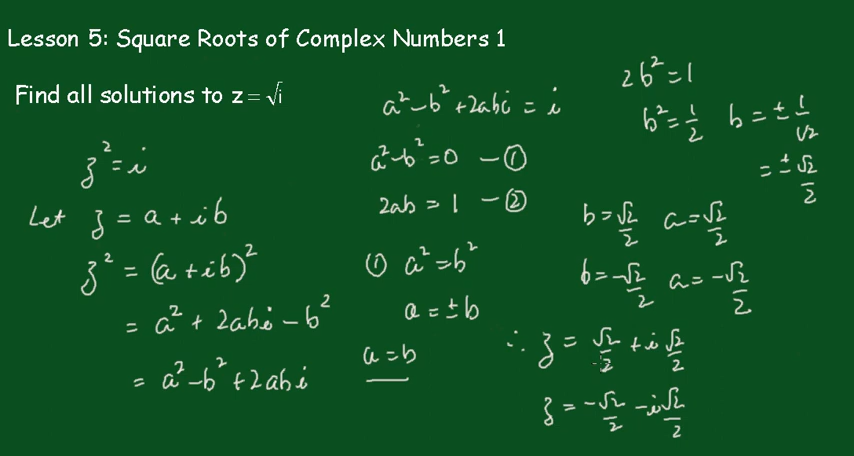 Lesson 5: Square Roots of Complex Numbers 1
Find all solutions to z = √i
z² = i
Let z = a + ib
z² = (a + ib)²
= a² + 2abi - b²
= a² - b² + 2abi
a² - b² + 2abi = i
a² - b² = 0 - ①
2ab = 1 - ②
① a² = b²
a = ± b
a = b
2b² = 1
b² = 1/2 b = ± 1/√2
= ± √2/2
b = √2/2 a = √2/2
b = -√2/2 a = -√2/2
∴ z = √2/2 + i √2/2
z = -√2/2 - i √2/2